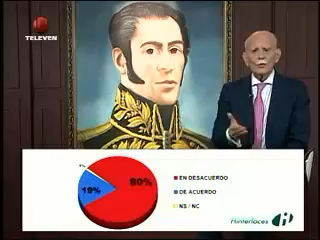 TELEVEN
80%
19%
EN DESACUERDO
DE ACUERDO
NS / NC
Hinterlaces